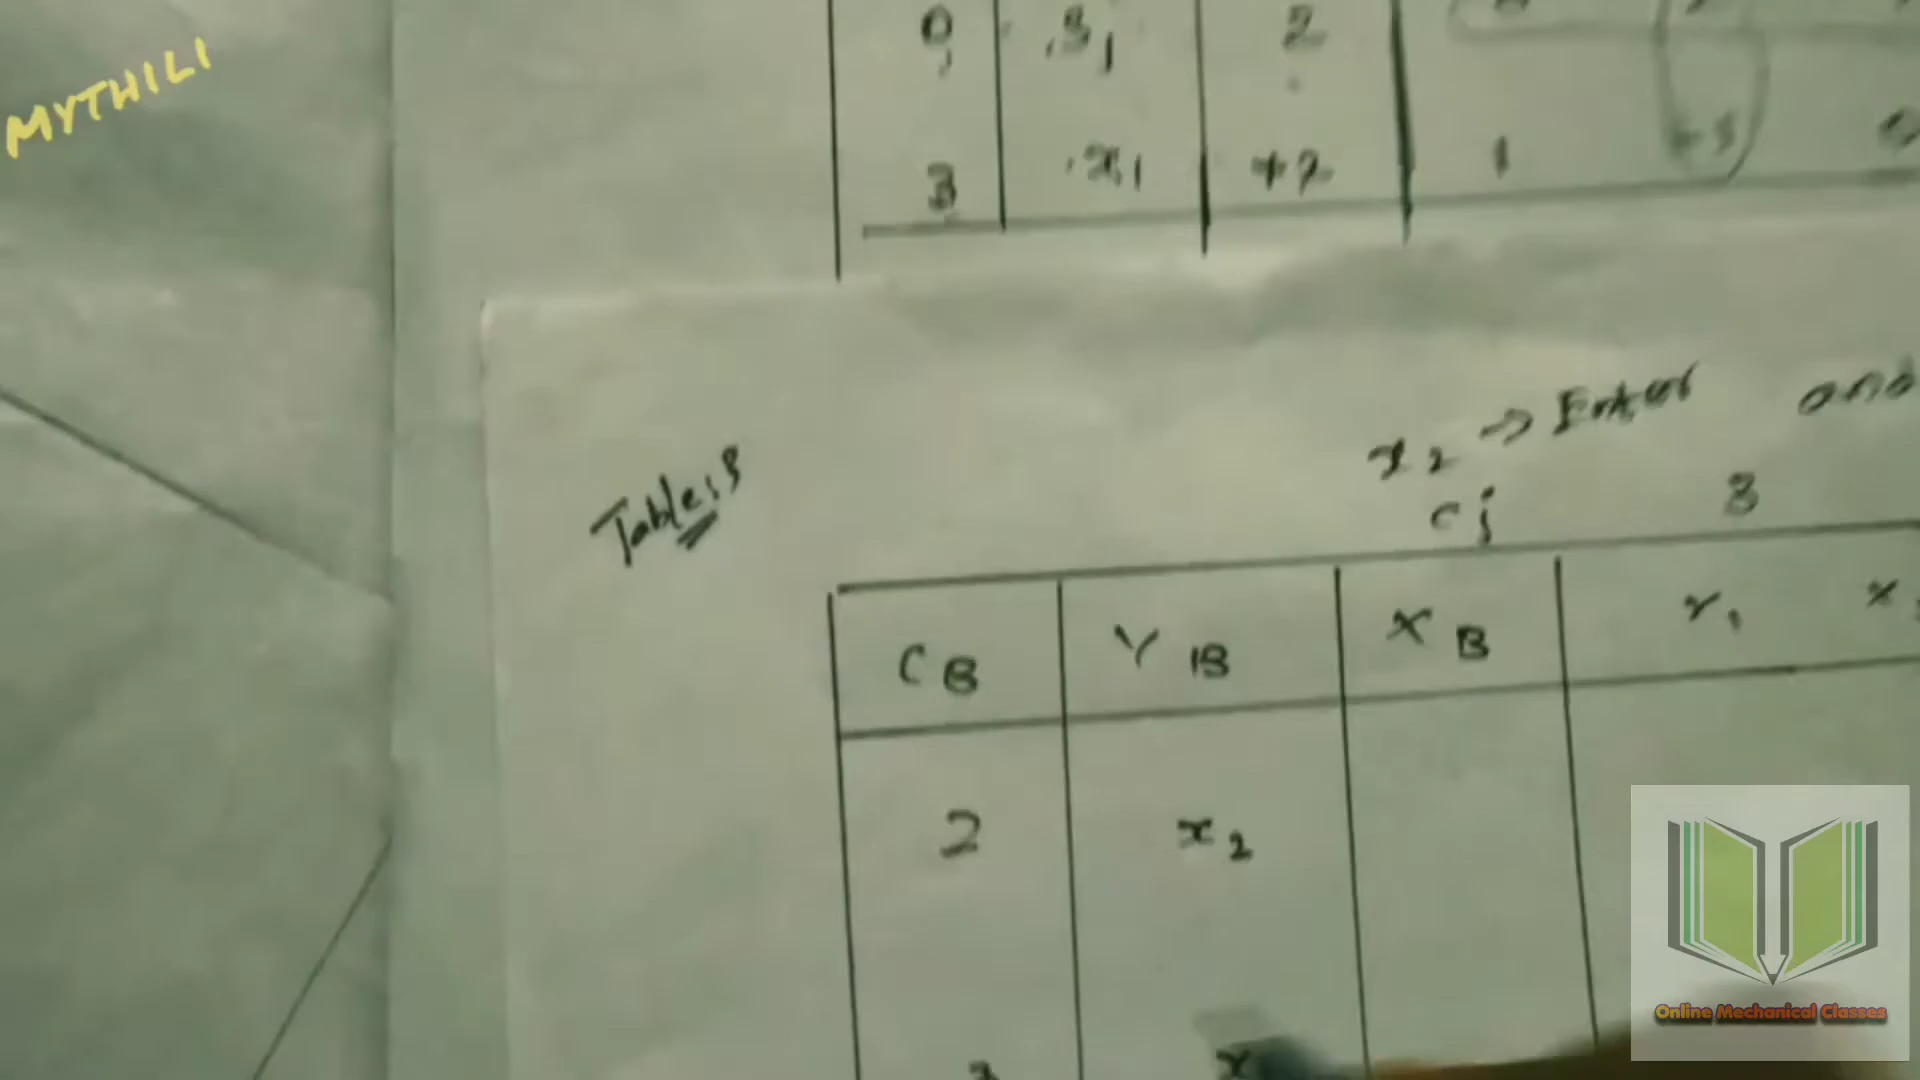 MYTHILI
0 S1 2
3 x1 +2 1
x2 → Enter and
Table:3
cj 3
CB YB XB x1 x
2 x2
x
Online Mechanical Classes